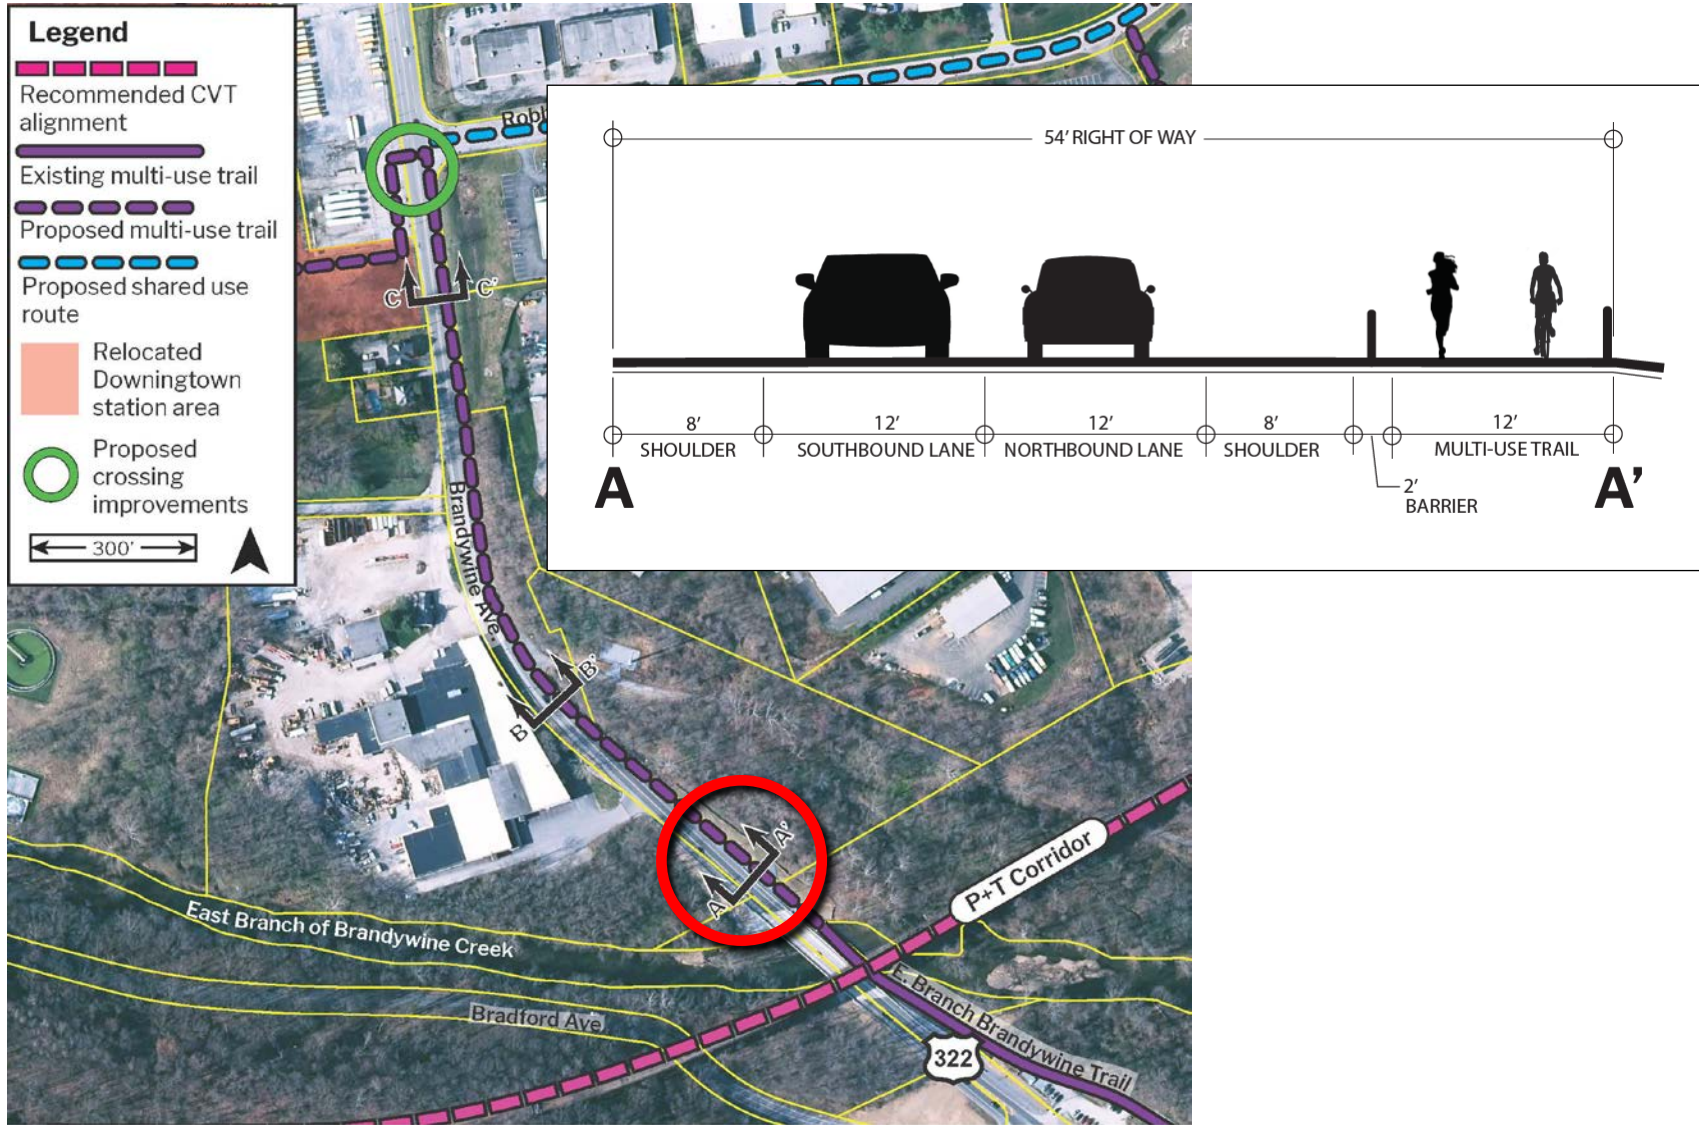 Legend
Recommended CVT
alignment
Existing multi-use trail
Proposed multi-use trail
Proposed shared use
route
Relocated
Downingtown
station area
Proposed
crossing
improvements
300'
54' RIGHT OF WAY
8'
SHOULDER
12'
SOUTHBOUND LANE
12'
NORTHBOUND LANE
8'
SHOULDER
2'
BARRIER
12'
MULTI-USE TRAIL
A
A'
C
C'
Brandywine Ave.
B
B'
A
A'
P+T Corridor
East Branch of Brandywine Creek
Bradford Ave
E. Branch Brandywine Trail
322